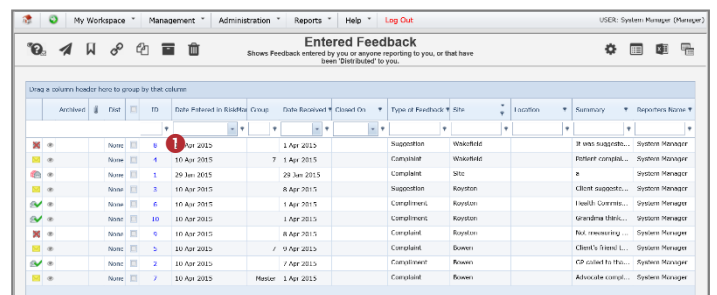 My Workspace Management Administration Reports Help Log Out USER: System Manager (Manager)
Entered Feedback
Shows Feedback entered by you or anyone reporting to you, or that have
been 'Distributed' to you.
Drag a column header here to group by that column
Archived Dist ID Date Entered in RiskMan Group Date Received Closed On Type of Feedback Site Location Summary Reporters Name
None 8 1 Apr 2015 1 Apr 2015 Suggestion Wakefield It was suggeste... System Manager
None 4 10 Apr 2015 7 1 Apr 2015 Complaint Wakefield Patient complai... System Manager
None 1 29 Jan 2015 29 Jan 2015 Complaint Site a System Manager
None 3 10 Apr 2015 8 Apr 2015 Suggestion Royston Client suggeste... System Manager
None 6 10 Apr 2015 1 Apr 2015 Compliment Royston Health Commis... System Manager
None 10 10 Apr 2015 1 Apr 2015 Compliment Royston Grandma think... System Manager
None 9 10 Apr 2015 8 Apr 2015 Complaint Royston Not measuring ... System Manager
None 5 10 Apr 2015 7 9 Apr 2015 Complaint Bowen Client's friend t... System Manager
None 2 10 Apr 2015 7 Apr 2015 Compliment Bowen GP called to tha... System Manager
None 7 10 Apr 2015 Master 1 Apr 2015 Complaint Bowen Advocate compl... System Manager